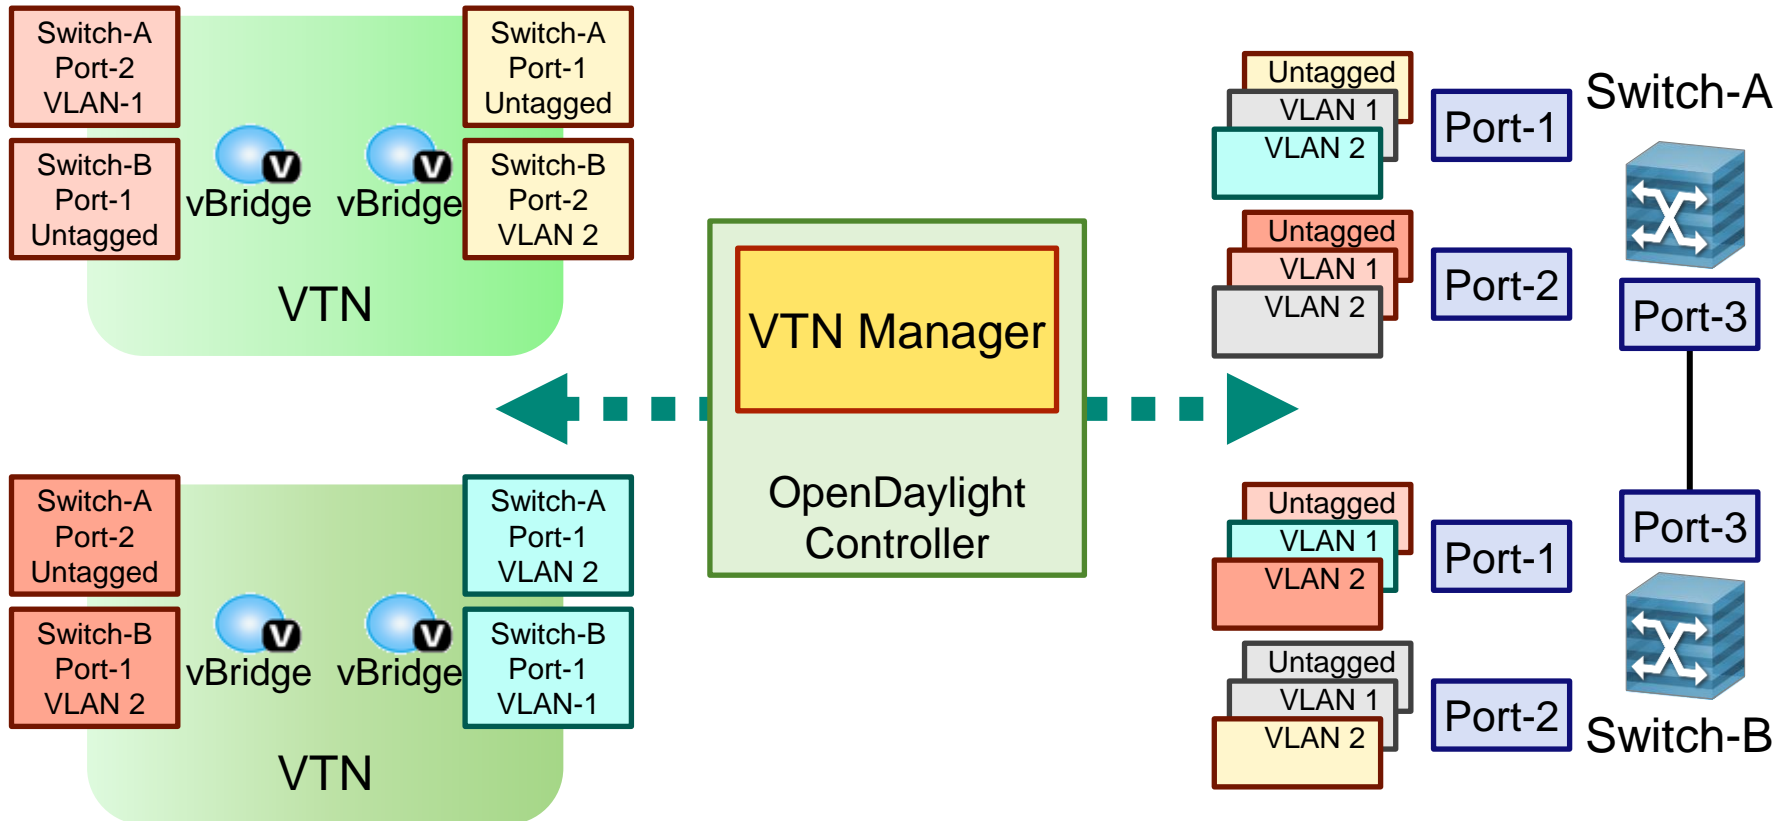 Switch-A
Port-2
VLAN-1
Switch-B
Port-1
Untagged
vBridge
vBridge
Switch-A
Port-1
Untagged
Switch-B
Port-2
VLAN 2
VTN
Switch-A
Port-2
Untagged
Switch-B
Port-1
VLAN 2
vBridge
vBridge
Switch-A
Port-1
VLAN 2
Switch-B
Port-1
VLAN-1
VTN
VTN Manager
OpenDaylight
Controller
Untagged
VLAN 1
VLAN 2
Port-1
Switch-A
Untagged
VLAN 1
VLAN 2
Port-2
Port-3
Untagged
VLAN 1
VLAN 2
Port-1
Port-3
Untagged
VLAN 1
VLAN 2
Port-2
Switch-B
V
V
V
V